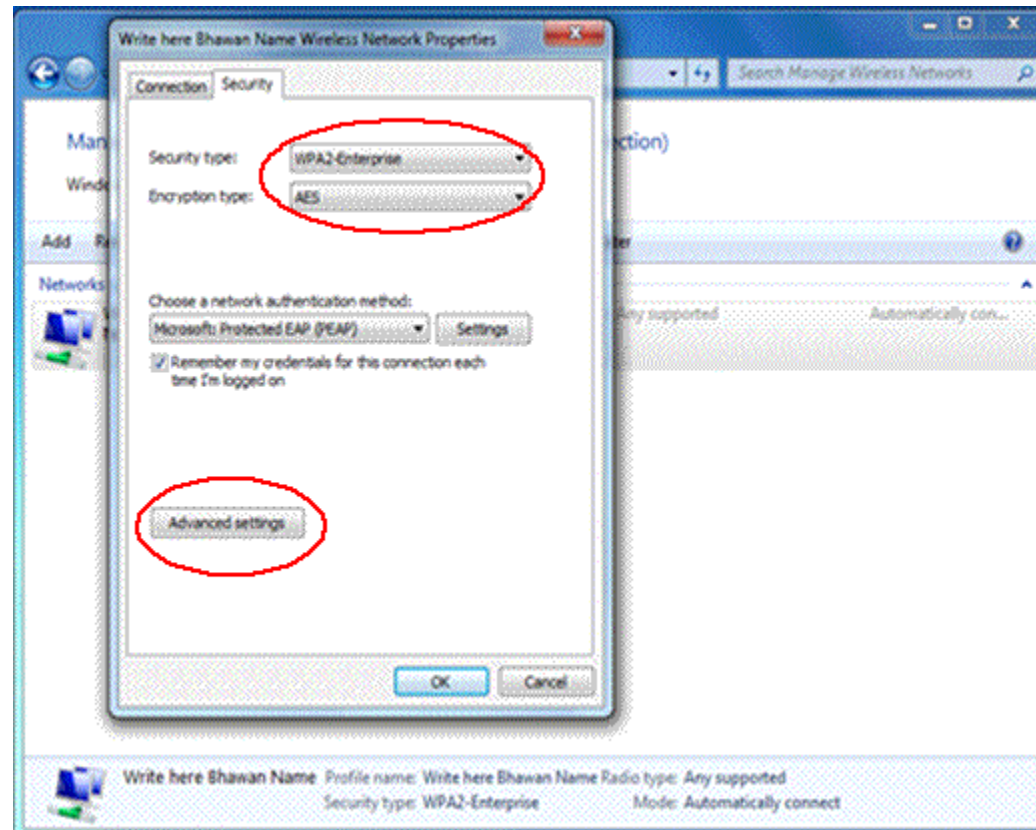 Write here Bhawan Name Wireless Network Properties
Search Manage Wireless Networks
Connection Security
Man
ction)
Security type: WPA2-Enterprise
Encryption type: AES
Add
Networks
Choose a network authentication method:
Microsoft: Protected EAP (PEAP) Settings
Any supported Automatically con...
Remember my credentials for this connection each
time I'm logged on
Advanced settings
OK Cancel
Write here Bhawan Name Profile name: Write here Bhawan Name Radio type: Any supported
Security type: WPA2-Enterprise Mode: Automatically connect